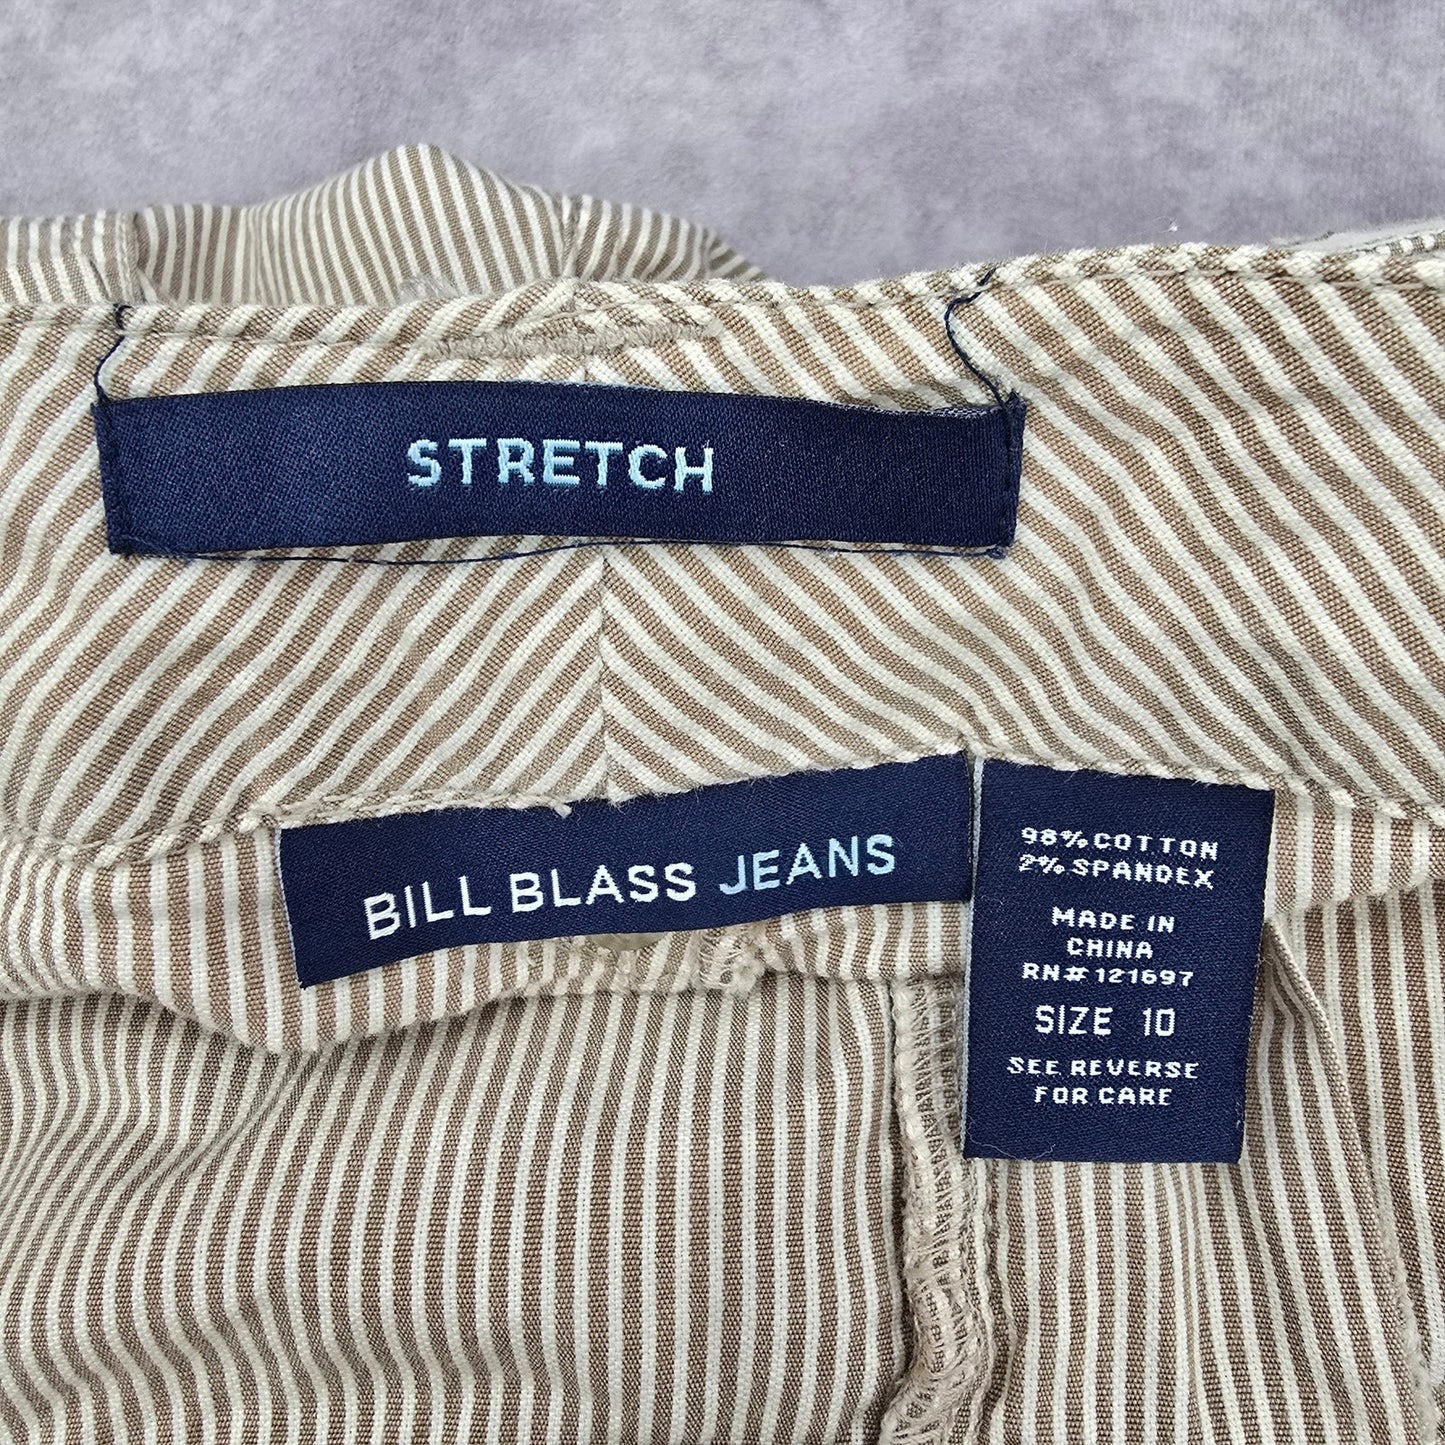 STRETCH
BILL BLASS JEANS
98% COTTON
2% SPANDEX
MADE IN
CHINA
RN# 121697
SIZE 10
SEE REVERSE
FOR CARE